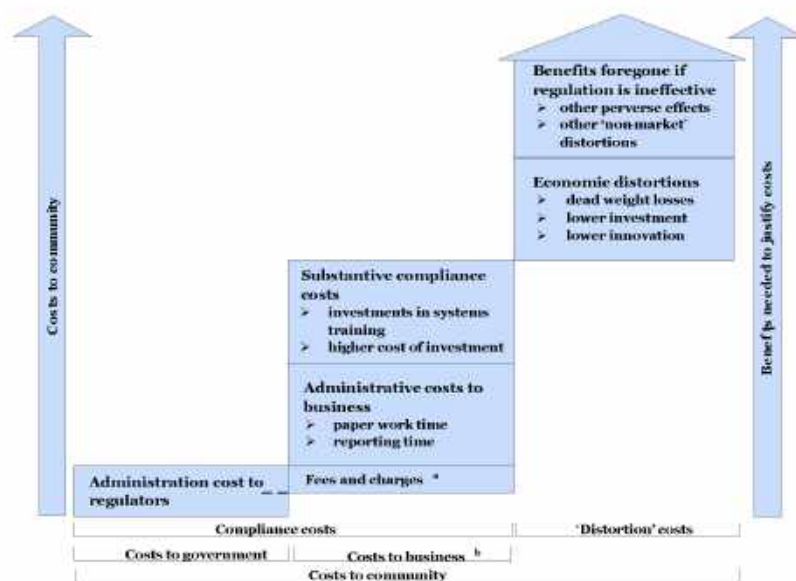 Costs to community
Benefits needed to justify costs
Benefits foregone if
regulation is ineffective
➢ other perverse effects
➢ other 'non-market'
distortions
Economic distortions
➢ dead weight losses
➢ lower investment
➢ lower innovation
Substantive compliance
costs
➢ investments in systems
training
➢ higher cost of investment
Administrative costs to
business
➢ paper work time
➢ reporting time
Administration cost to
regulators
Fees and charges a
Compliance costs
'Distortion' costs
Costs to government
Costs to business b
Costs to community